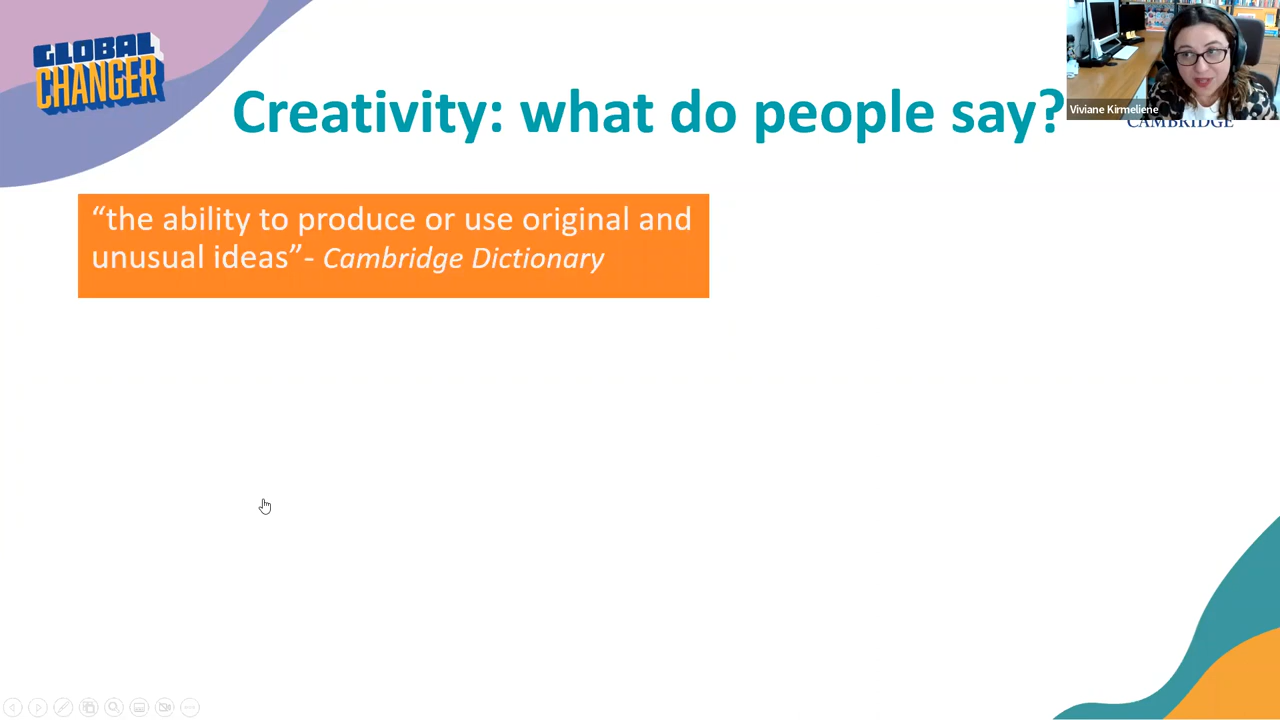 GLOBAL
CHANGER
Creativity: what do people say?
Viviane Kirmeliene
CAMBRIDGE
“the ability to produce or use original and
unusual ideas”- Cambridge Dictionary